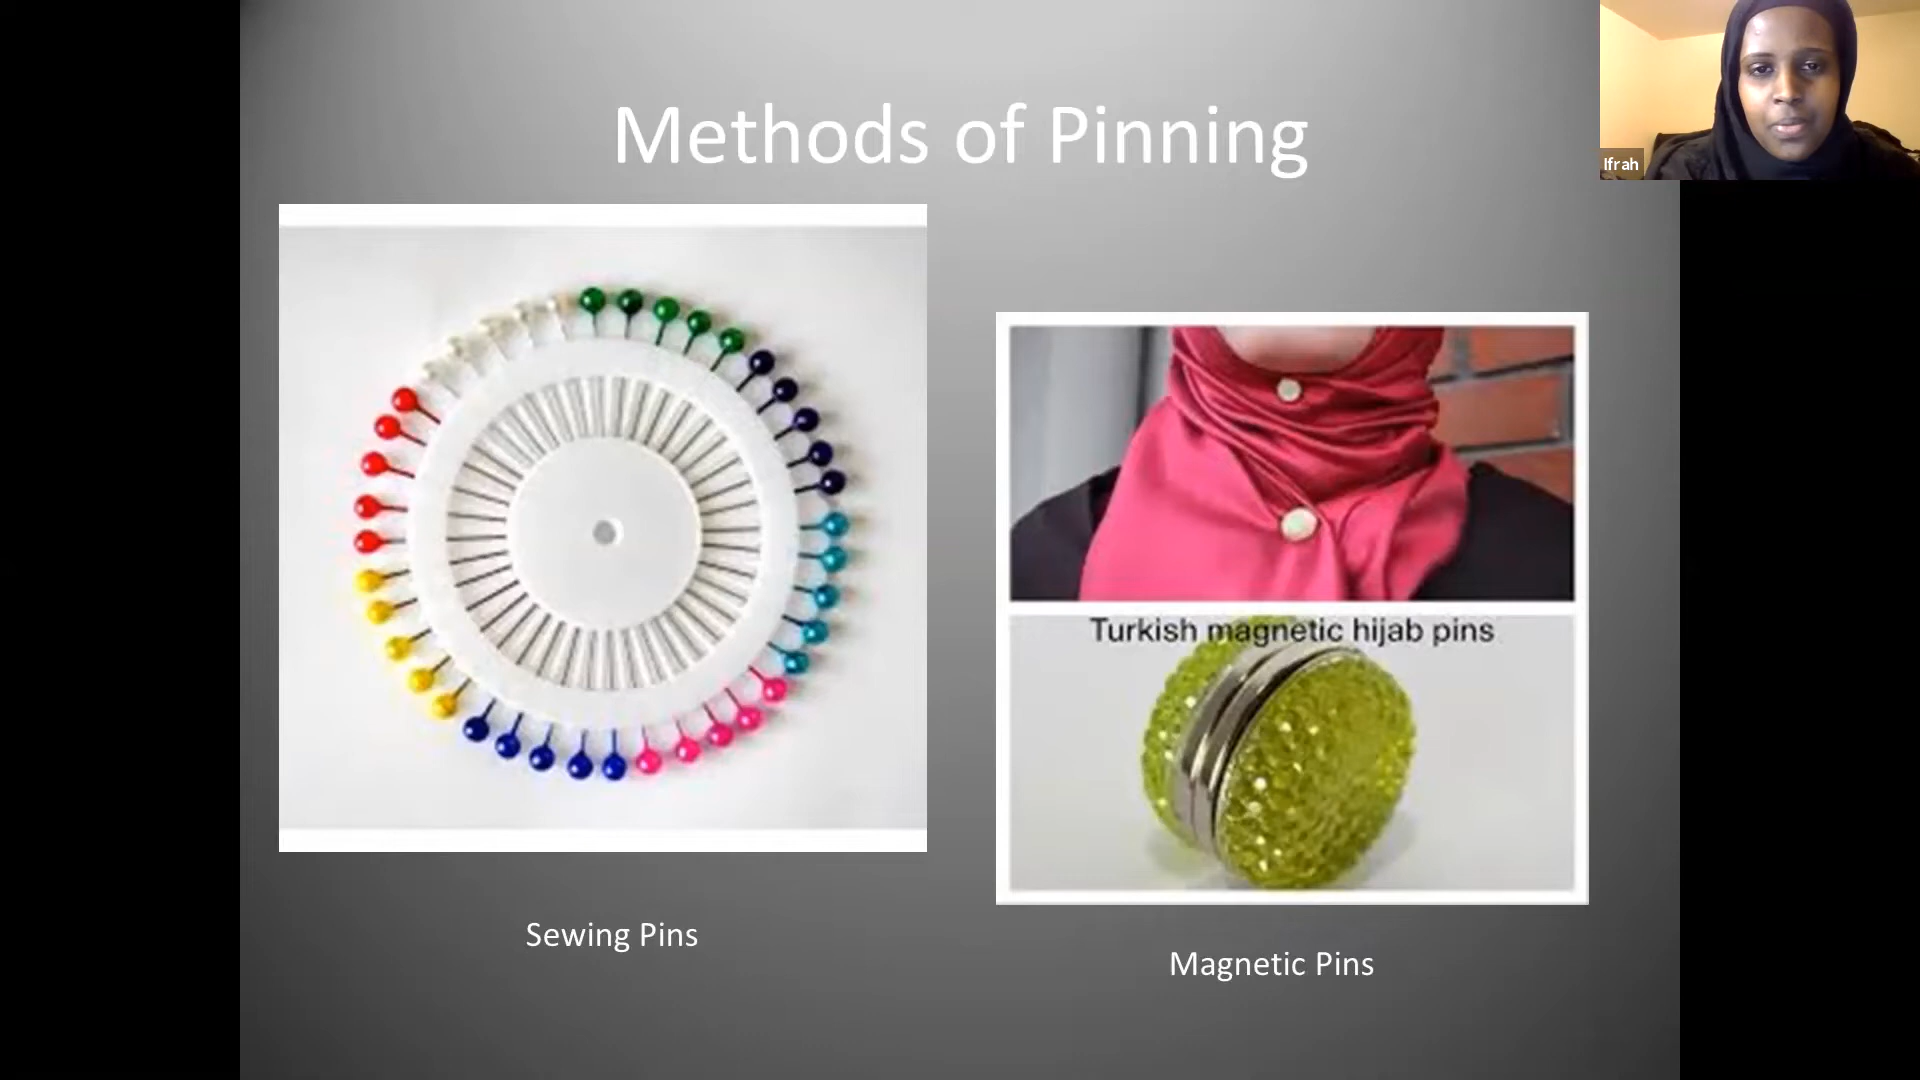 Methods of Pinning
Ifrah
Turkish magnetic hijab pins
Sewing Pins
Magnetic Pins